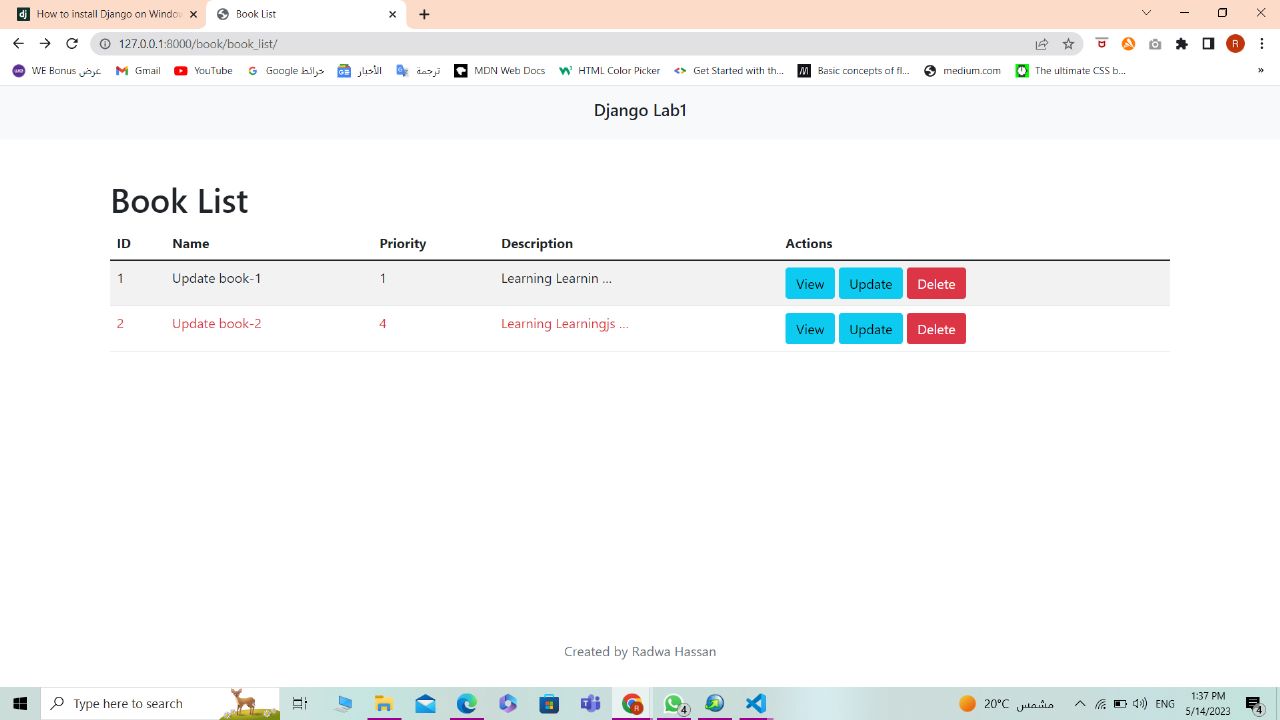 How to install Django on Window
Book List
127.0.0.1:8000/book/book_list/
R
WE Bonus عرض
Gmail
YouTube
خرائط Google
الأخبار
ترجمة
MDN Web Docs
HTML Color Picker
Get Started with th...
Basic concepts of fl...
medium.com
The ultimate CSS b...
»
Django Lab1
Book List
ID Name Priority Description Actions
1 Update book-1 1 Learning Learnin ... View Update Delete
2 Update book-2 4 Learning Learningjs ... View Update Delete
Created by Radwa Hassan
Type here to search
4
20°C مشمس
ENG
1:37 PM
5/14/2023
4